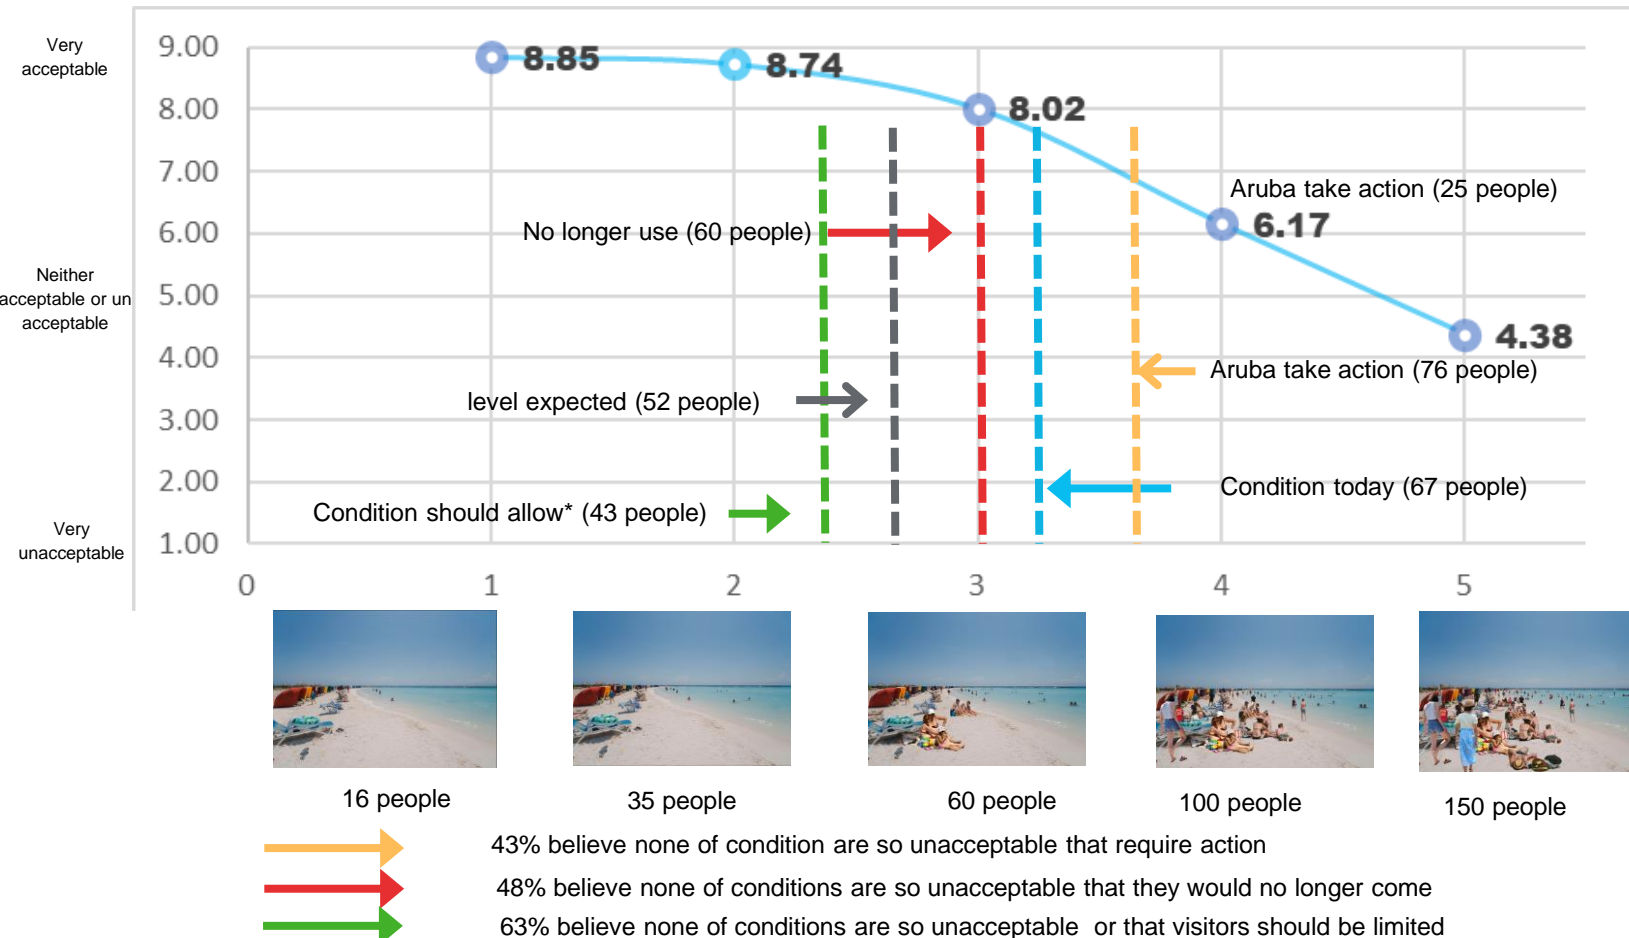 Very
acceptable
9.00
8.85
8.74
8.00
8.02
7.00
Aruba take action (25 people)
No longer use (60 people)
6.00
6.17
Neither
acceptable or un
acceptable
5.00
4.38
4.00
Aruba take action (76 people)
level expected (52 people)
3.00
2.00
Condition today (67 people)
Condition should allow* (43 people)
Very
unacceptable
1.00
0 1 2 3 4 5
16 people
35 people
60 people
100 people
150 people
43% believe none of condition are so unacceptable that require action
48% believe none of conditions are so unacceptable that they would no longer come
63% believe none of conditions are so unacceptable or that visitors should be limited